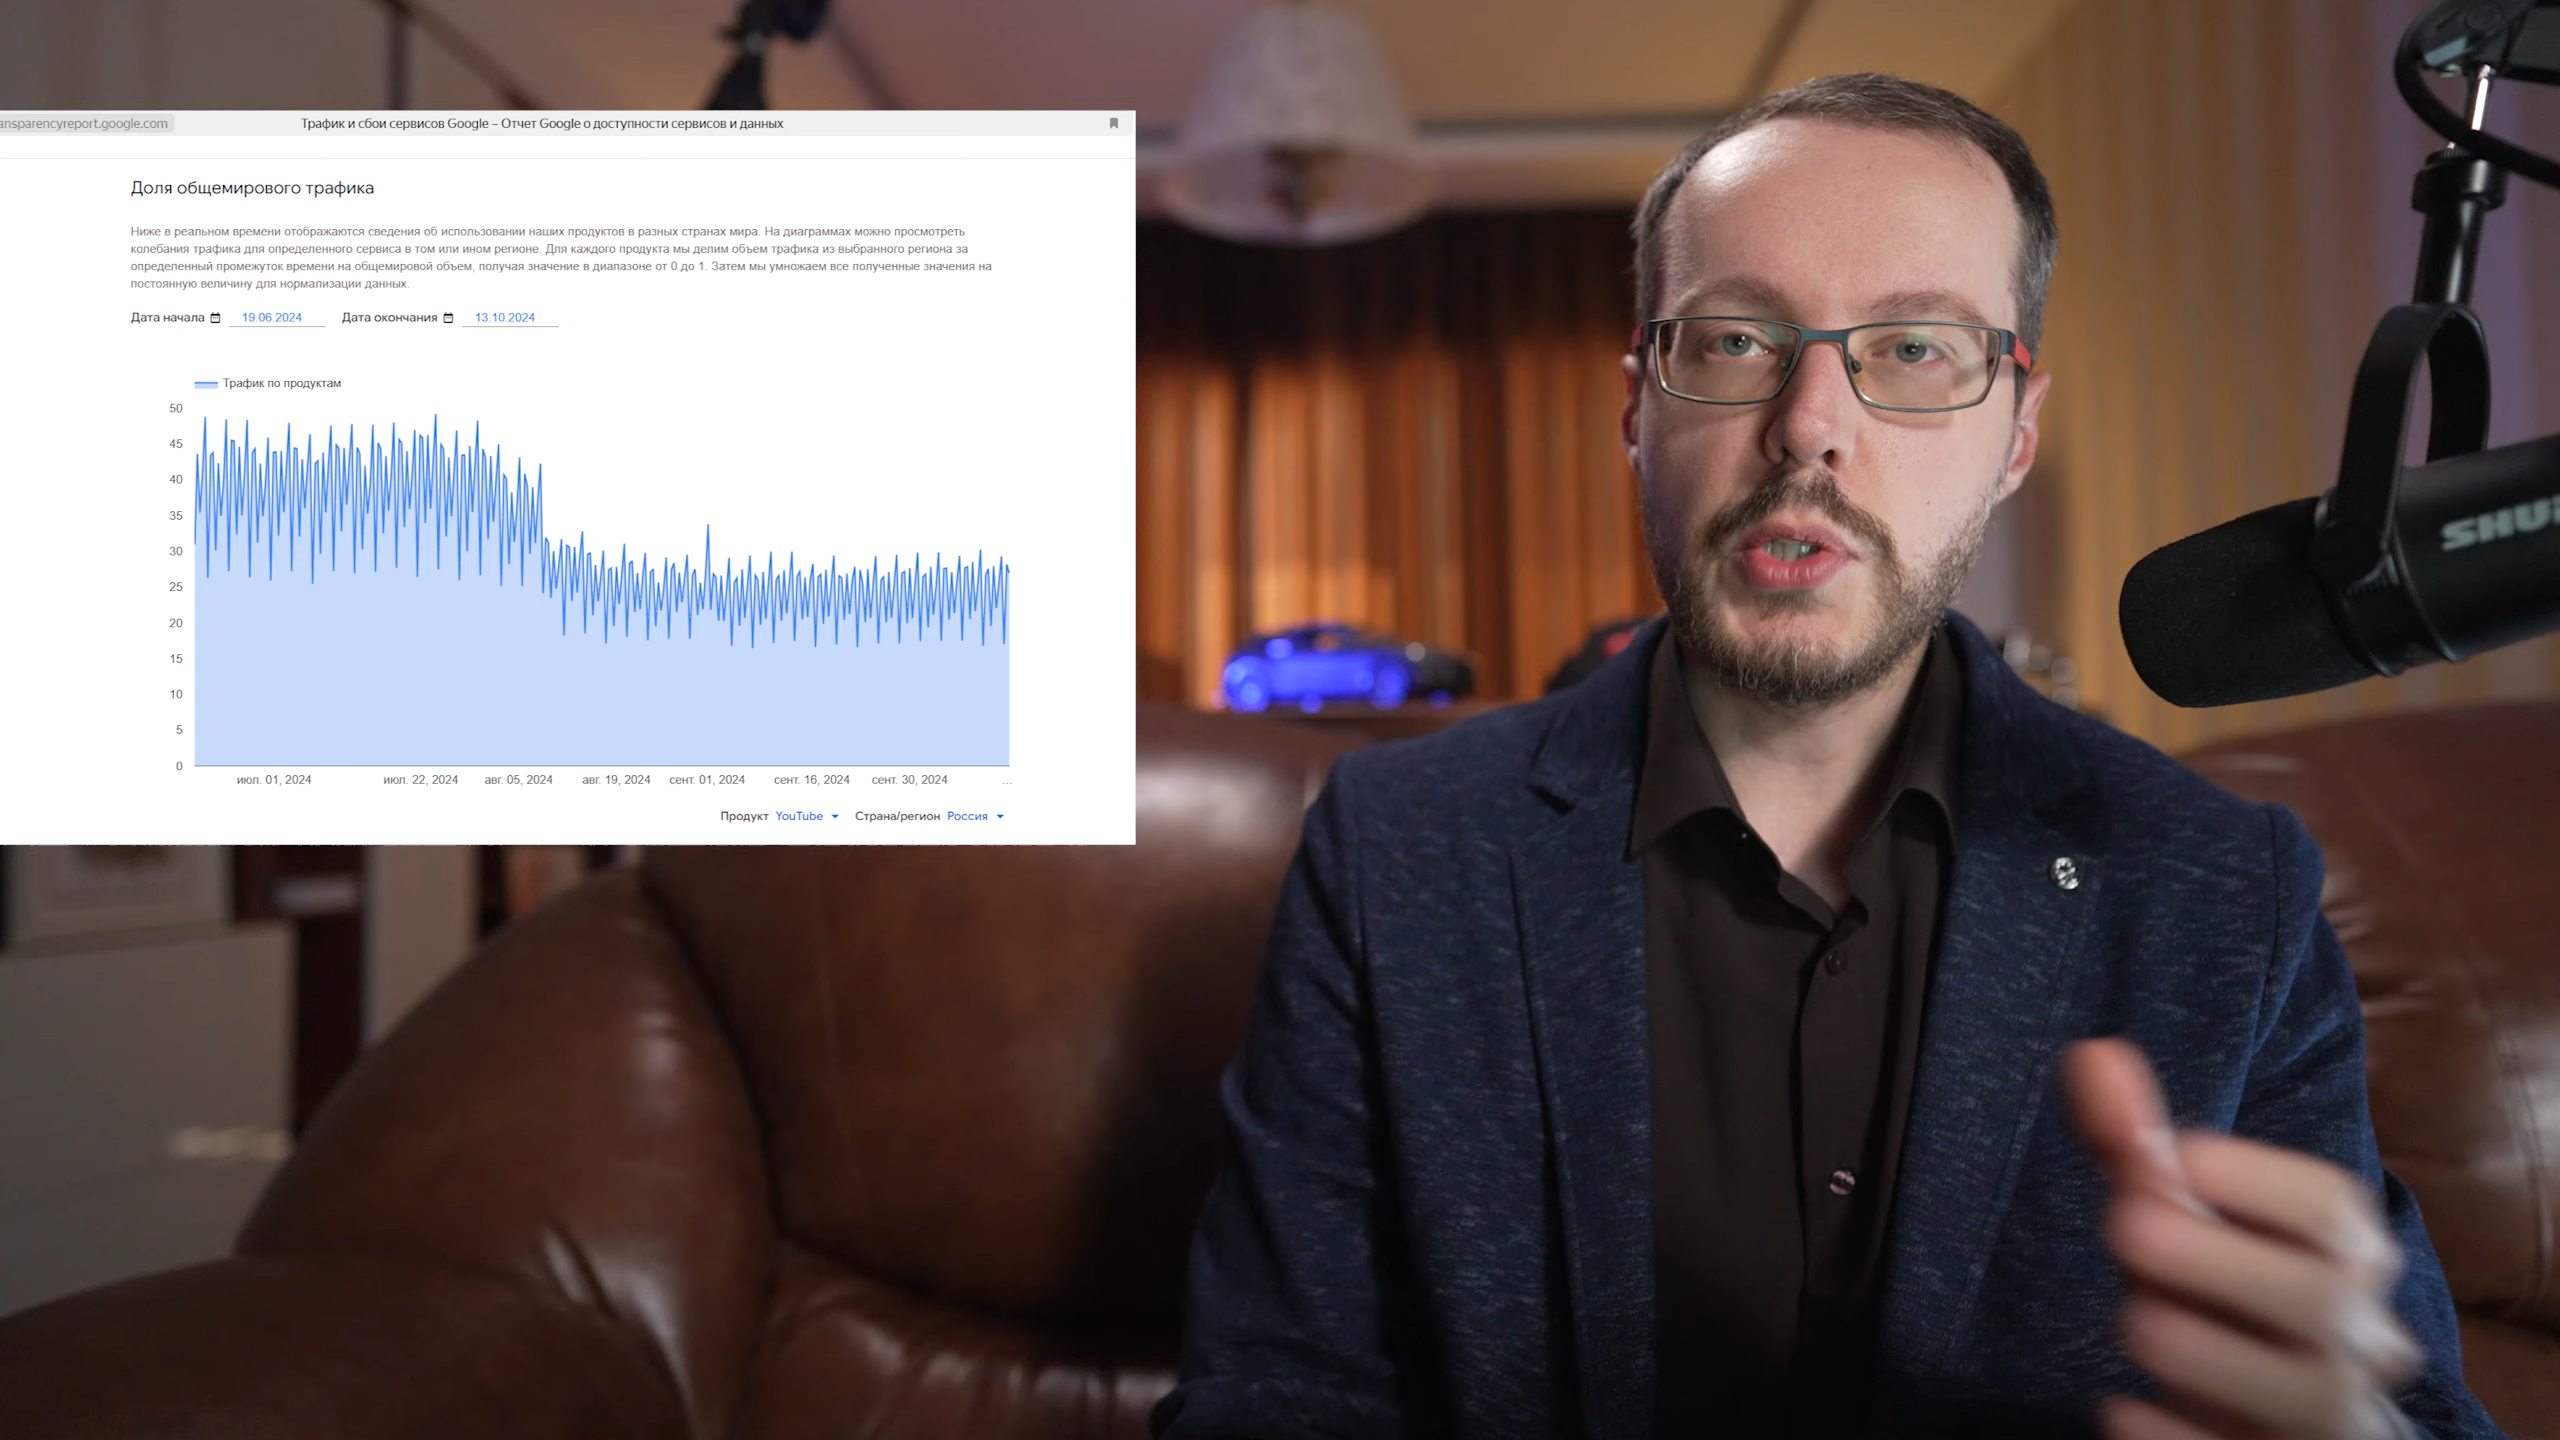 ansparencyreport.google.com
Трафик и сбои сервисов Google – Отчет Google о доступности сервисов и данных
Доля общемирового трафика
Ниже в реальном времени отображаются сведения об использовании наших продуктов в разных странах мира. На диаграммах можно просмотреть
колебания трафика для определенного сервиса в том или ином регионе. Для каждого продукта мы делим объем трафика из выбранного региона за
определенный промежуток времени на общемировой объем, получая значение в диапазоне от 0 до 1. Затем мы умножаем все полученные значения на
постоянную величину для нормализации данных.
Дата начала 19.06.2024 Дата окончания 13.10.2024
Трафик по продуктам
50
45
40
35
30
25
20
15
10
5
0
июл. 01, 2024 июл. 22, 2024 авг. 05, 2024 авг. 19, 2024 сент. 01, 2024 сент. 16, 2024 сент. 30, 2024 ...
Продукт YouTube Страна/регион Россия
SHU